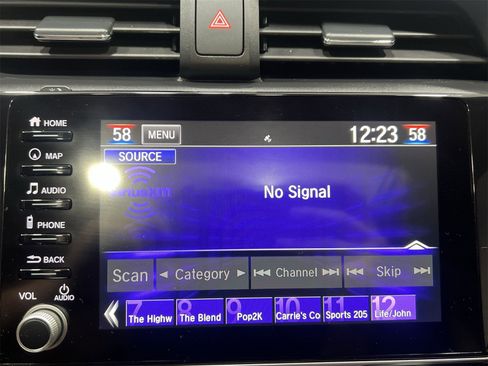 HOME
MAP
AUDIO
PHONE
BACK
VOL
AUDIO
58 MENU 12:23 58
SOURCE
siriusxm
No Signal
Scan Category Channel Skip
7 8 9 10 11 12
The Highw The Blend Pop2K Carrie's Co Sports 205 Life/John